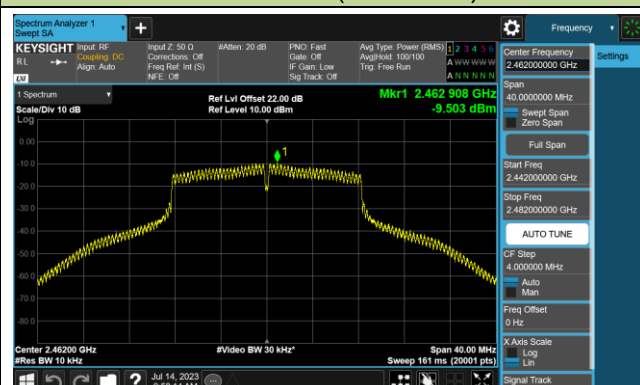 Spectrum Analyzer 1
Swept SA
Frequency
KEYSIGHT
RL
Input: RF
Coupling: DC
Align: Auto
Input Z: 50 Ω
Corrections: Off
Freq Ref: Int (S)
NFE: Off
#Atten: 20 dB
PNO: Fast
Gate: Off
IF Gain: Low
Sig Track: Off
Avg Type: Power (RMS)
Avg|Hold: 100/100
Trig: Free Run
1 2 3 4 5 6
A W W W W W
A N N N N N
LXI
1 Spectrum
Scale/Div 10 dB
Log
Ref Lvl Offset 22.00 dB
Ref Level 10.00 dBm
Mkr1 2.462 908 GHz
-9.503 dBm
1
0.00
-10.0
-20.0
-30.0
-40.0
-50.0
-60.0
-70.0
-80.0
Center 2.46200 GHz
#Res BW 10 kHz
#Video BW 30 kHz*
Span 40.00 MHz
Sweep 161 ms (20001 pts)
Center Frequency
2.462000000 GHz
Settings
Span
40.0000000 MHz
Swept Span
Zero Span
Full Span
Start Freq
2.442000000 GHz
Stop Freq
2.482000000 GHz
AUTO TUNE
CF Step
4.000000 MHz
Auto
Man
Freq Offset
0 Hz
X Axis Scale
Log
Lin
Signal Track
Jul 14, 2023